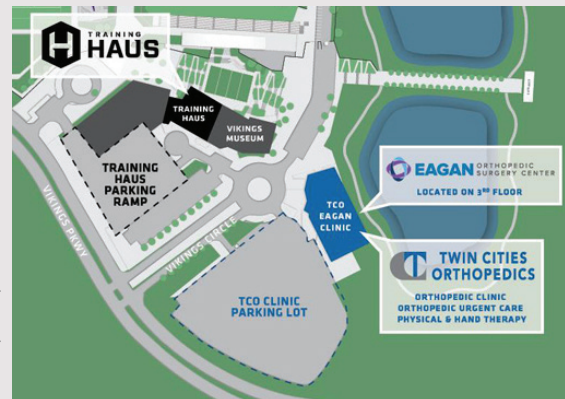 TRAINING
HAUS
TRAINING
HAUS
VIKINGS
MUSEUM
TRAINING
HAUS
PARKING
RAMP
VIKINGS PKWY
VIKINGS CIRCLE
TCO
EAGAN
CLINIC
EAGAN ORTHOPEDIC
SURGERY CENTER
LOCATED ON 3RD FLOOR
TWIN CITIES
ORTHOPEDICS
ORTHOPEDIC CLINIC
ORTHOPEDIC URGENT CARE
PHYSICAL & HAND THERAPY
TCO CLINIC
PARKING LOT